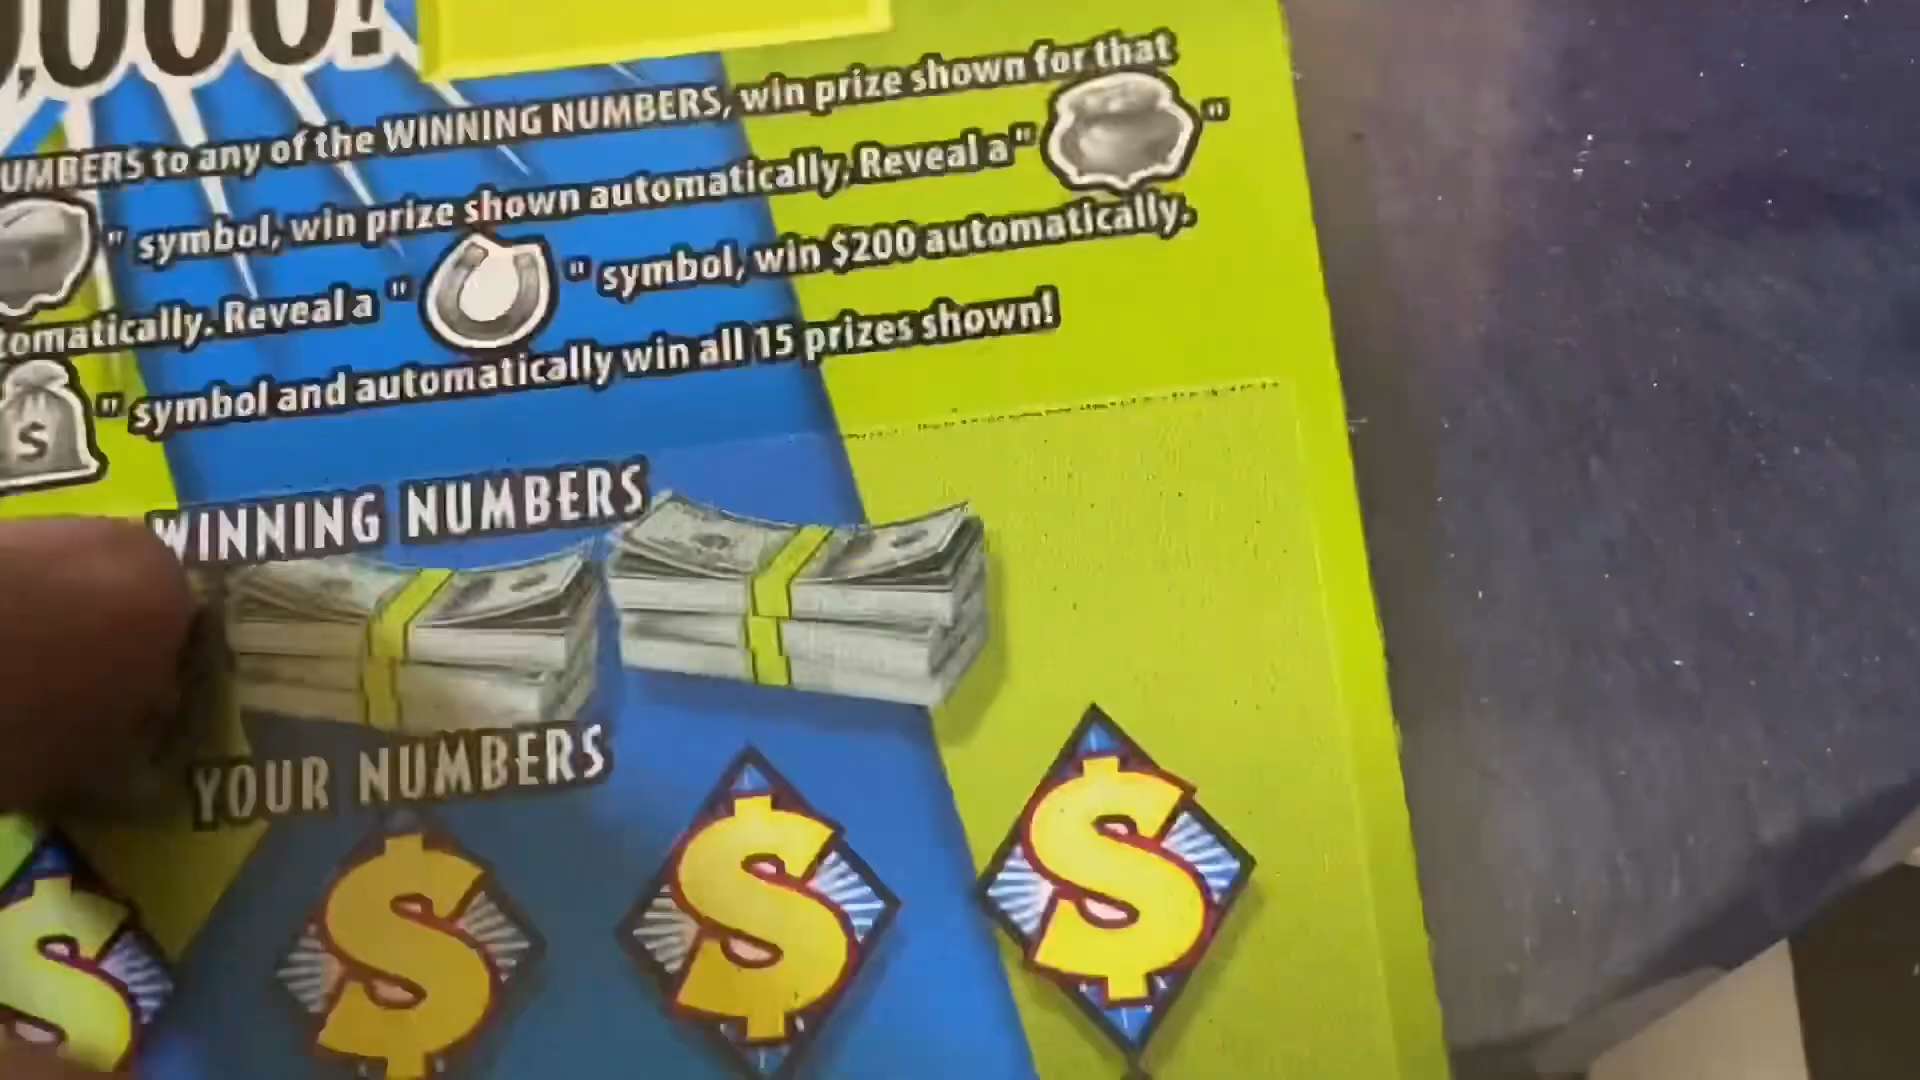 ,000!
UMBERS to any of the WINNING NUMBERS, win prize shown for that
" symbol, win prize shown automatically. Reveal a " "
tomatically. Reveal a " " symbol, win $200 automatically.
$ " symbol and automatically win all 15 prizes shown!
WINNING NUMBERS
YOUR NUMBERS
$ $ $ $